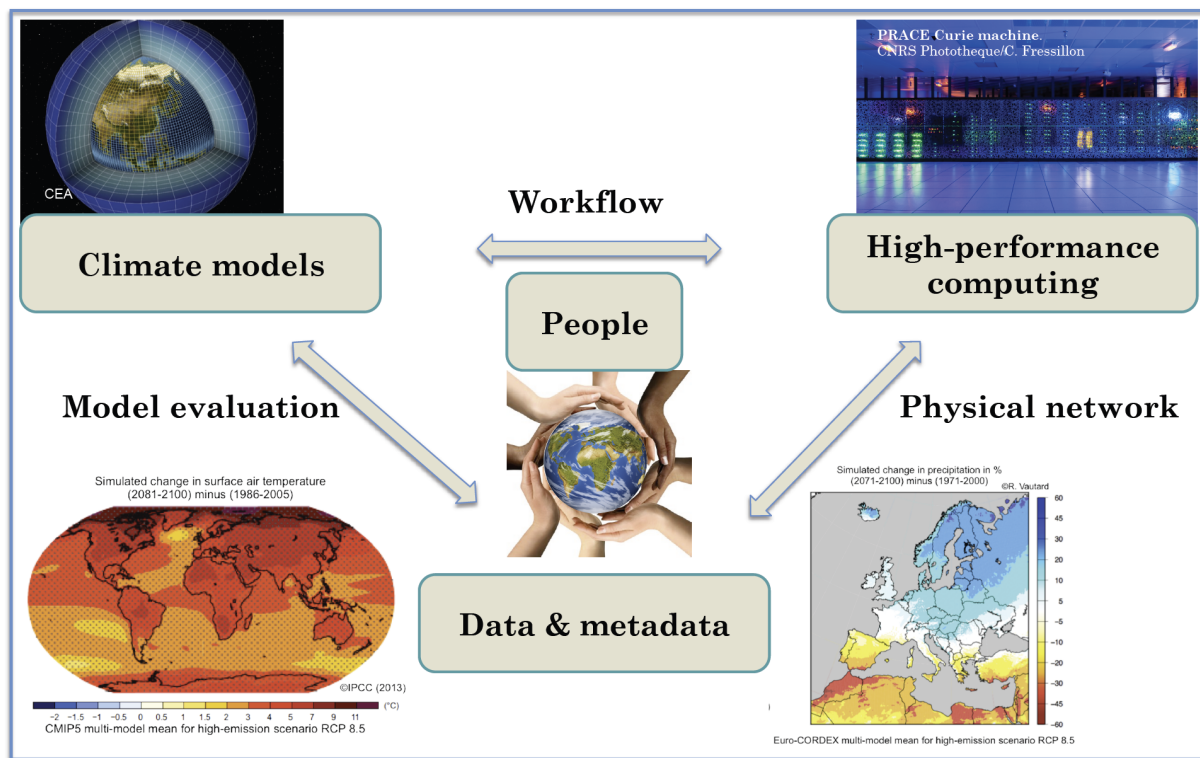 PRACE Curie machine.
CNRS Phototheque/C. Fressillon
CEA
Workflow
Climate models
High-performance
computing
People
Model evaluation
Physical network
Simulated change in surface air temperature
(2081-2100) minus (1986-2005)
Simulated change in precipitation in %
(2071-2100) minus (1971-2000)
©R. Vautard
60
45
30
20
10
5
−5
−10
−20
−30
−45
−60
Data & metadata
©IPCC (2013)
−2 −1.5 −1 −0.5 0 0.5 1 1.5 2 3 4 5 7 9 11 (°C)
CMIP5 multi-model mean for high-emission scenario RCP 8.5
Euro-CORDEX multi-model mean for high-emission scenario RCP 8.5